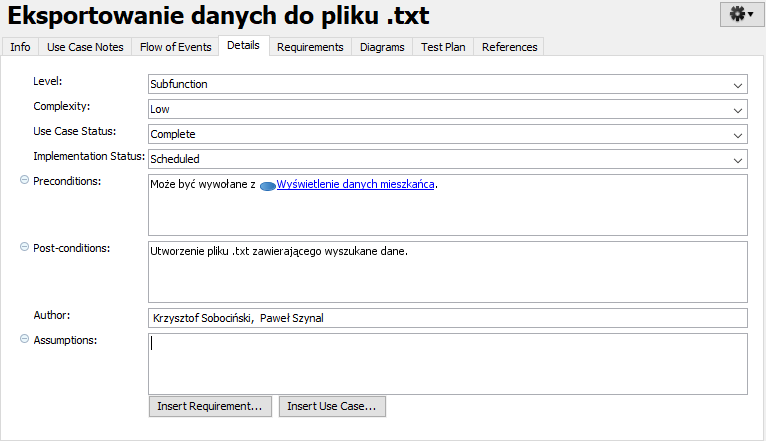 Eksportowanie danych do pliku .txt
Info Use Case Notes Flow of Events Details Requirements Diagrams Test Plan References
Level: Subfunction
Complexity: Low
Use Case Status: Complete
Implementation Status: Scheduled
Preconditions: Może być wywołane z Wyświetlenie danych mieszkańca.
Post-conditions: Utworzenie pliku .txt zawierającego wyszukane dane.
Author: Krzysztof Sobociński, Paweł Szynal
Assumptions:
Insert Requirement... Insert Use Case...